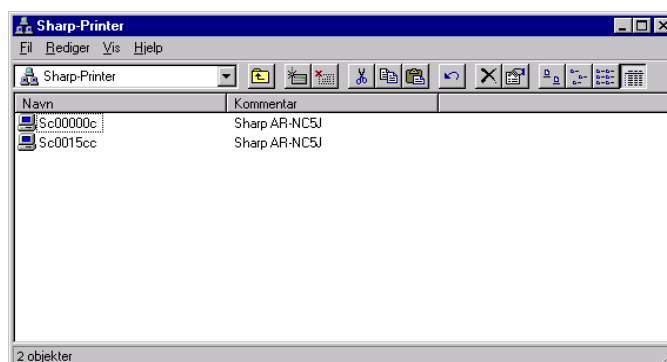 Sharp-Printer
Fil Rediger Vis Hjelp
Sharp-Printer
Navn Kommentar
Sc00000c Sharp AR-NC5J
Sc0015cc Sharp AR-NC5J
2 objekter